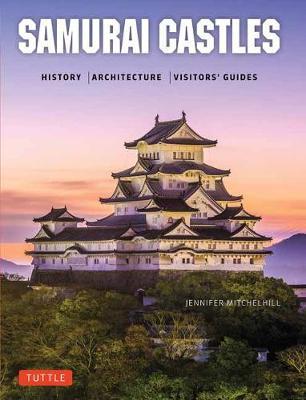 SAMURAI CASTLES
HISTORY | ARCHITECTURE | VISITORS' GUIDES
JENNIFER MITCHELHILL
TUTTLE